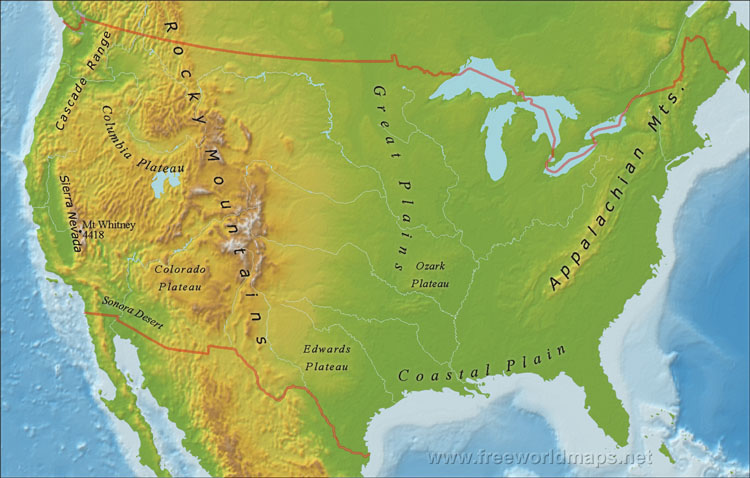 Rocky Mountains
Cascade Range
Columbia Plateau
Great Plains
Appalachian Mts.
Sierra Nevada
Mt Whitney
4418
Colorado
Plateau
Ozark
Plateau
Sonora Desert
Edwards
Plateau
Coastal Plain
www.freeworldmaps.net